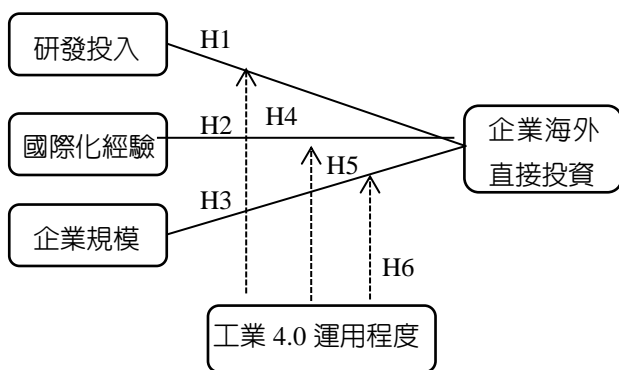 研發投入
H1
國際化經驗
H2
H4
企業海外
直接投資
H5
企業規模
H3
H6
工業 4.0 運用程度